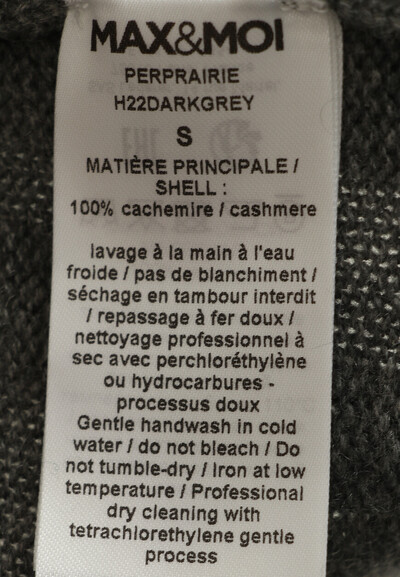 MAX&MOI
PERPRAIRIE
H22DARKGREY
S
MATIÈRE PRINCIPALE /
SHELL :
100% cachemire / cashmere
lavage à la main à l'eau
froide / pas de blanchiment /
séchage en tambour interdit
/ repassage à fer doux /
nettoyage professionnel à
sec avec perchloréthylène
ou hydrocarbures -
processus doux
Gentle handwash in cold
water / do not bleach / Do
not tumble-dry / Iron at low
temperature / Professional
dry cleaning with
tetrachlorethylene gentle
process